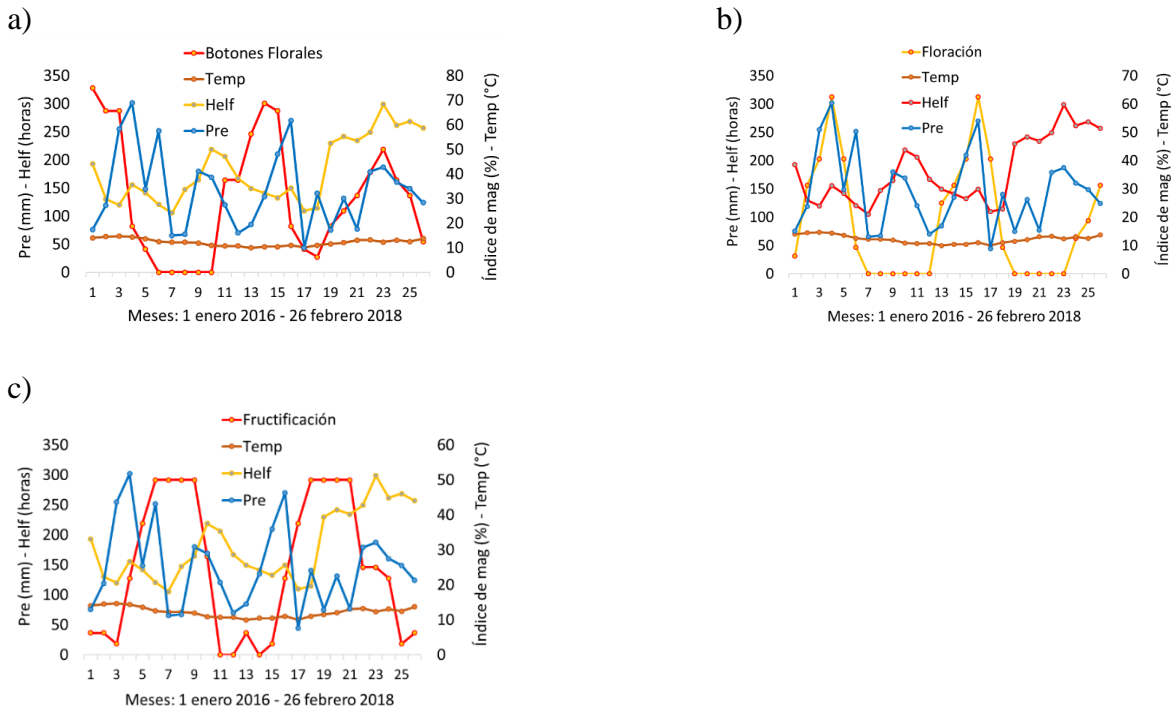 a)
Botones Florales
Temp
Helf
Pre
Pre (mm) - Helf (horas)
350
300
250
200
150
100
50
0
80
70
60
50
40
30
20
10
0
Índice de mag (%) - Temp (°C)
1 3 5 7 9 11 13 15 17 19 21 23 25
Meses: 1 enero 2016 - 26 febrero 2018
b)
Floración
Temp
Helf
Pre
Pre (mm) - Helf (horas)
350
300
250
200
150
100
50
0
70
60
50
40
30
20
10
0
Índice de mag (%) - Temp (°C)
1 3 5 7 9 11 13 15 17 19 21 23 25
Meses: 1 enero 2016 - 26 febrero 2018
c)
Fructificación
Temp
Helf
Pre
Pre (mm) - Helf (horas)
350
300
250
200
150
100
50
0
60
50
40
30
20
10
0
Índice de mag (%) - Temp (°C)
1 3 5 7 9 11 13 15 17 19 21 23 25
Meses: 1 enero 2016 - 26 febrero 2018